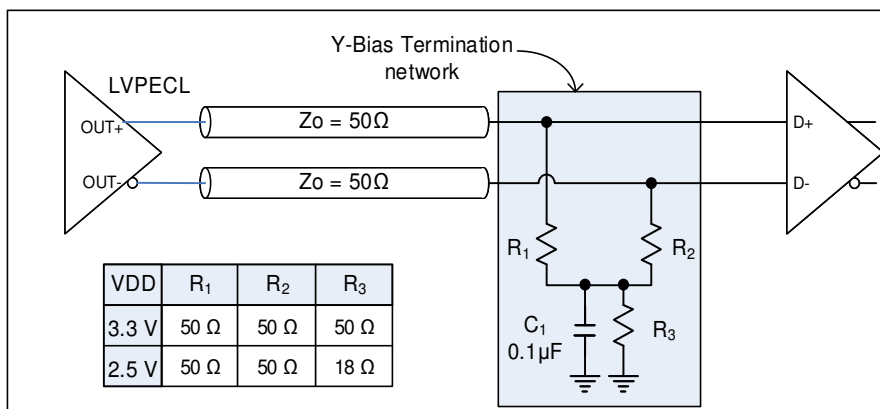 Y-Bias Termination
network
LVPECL
OUT+
Zo = 50Ω
D+
OUT-
Zo = 50Ω
D-
R1
R2
VDD R1 R2 R3
3.3 V 50 Ω 50 Ω 50 Ω
2.5 V 50 Ω 50 Ω 18 Ω
C1
0.1µF
R3